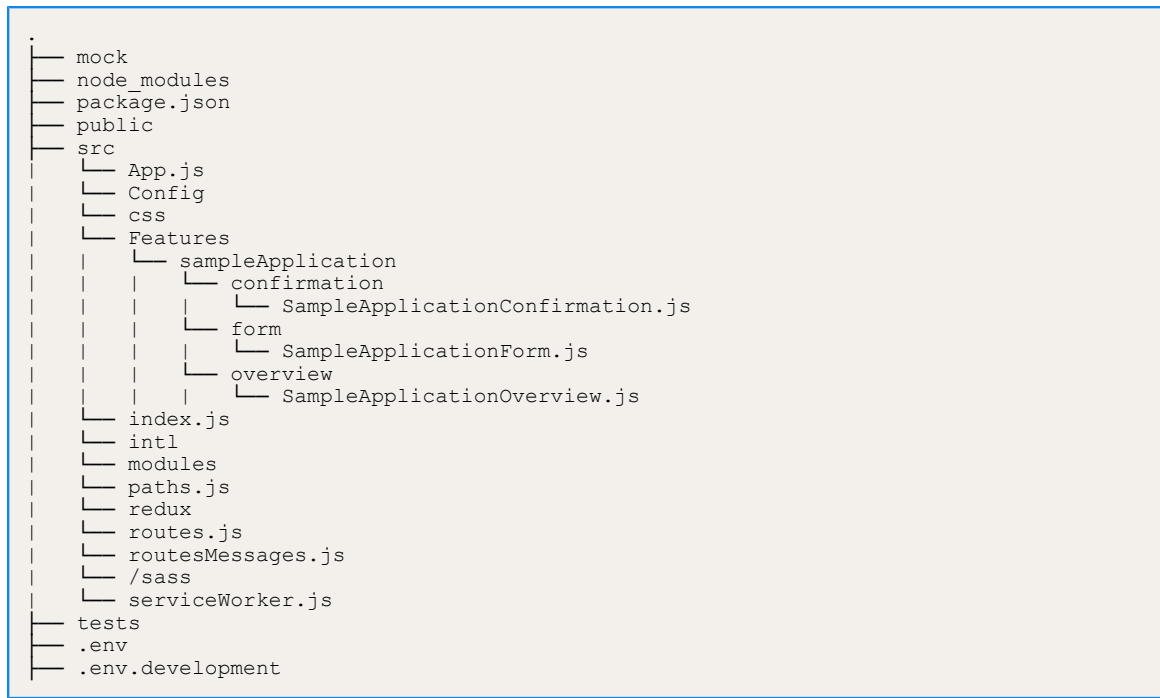 .
├── mock
├── node_modules
├── package.json
├── public
├── src
|   └── App.js
|   └── Config
|   └── css
|   └── Features
|   |   └── sampleApplication
|   |   |   └── confirmation
|   |   |   |   └── SampleApplicationConfirmation.js
|   |   |   └── form
|   |   |   |   └── SampleApplicationForm.js
|   |   |   └── overview
|   |   |   |   └── SampleApplicationOverview.js
|   └── index.js
|   └── intl
|   └── modules
|   └── paths.js
|   └── redux
|   └── routes.js
|   └── routesMessages.js
|   └── /sass
|   └── serviceWorker.js
├── tests
├── .env
├── .env.development